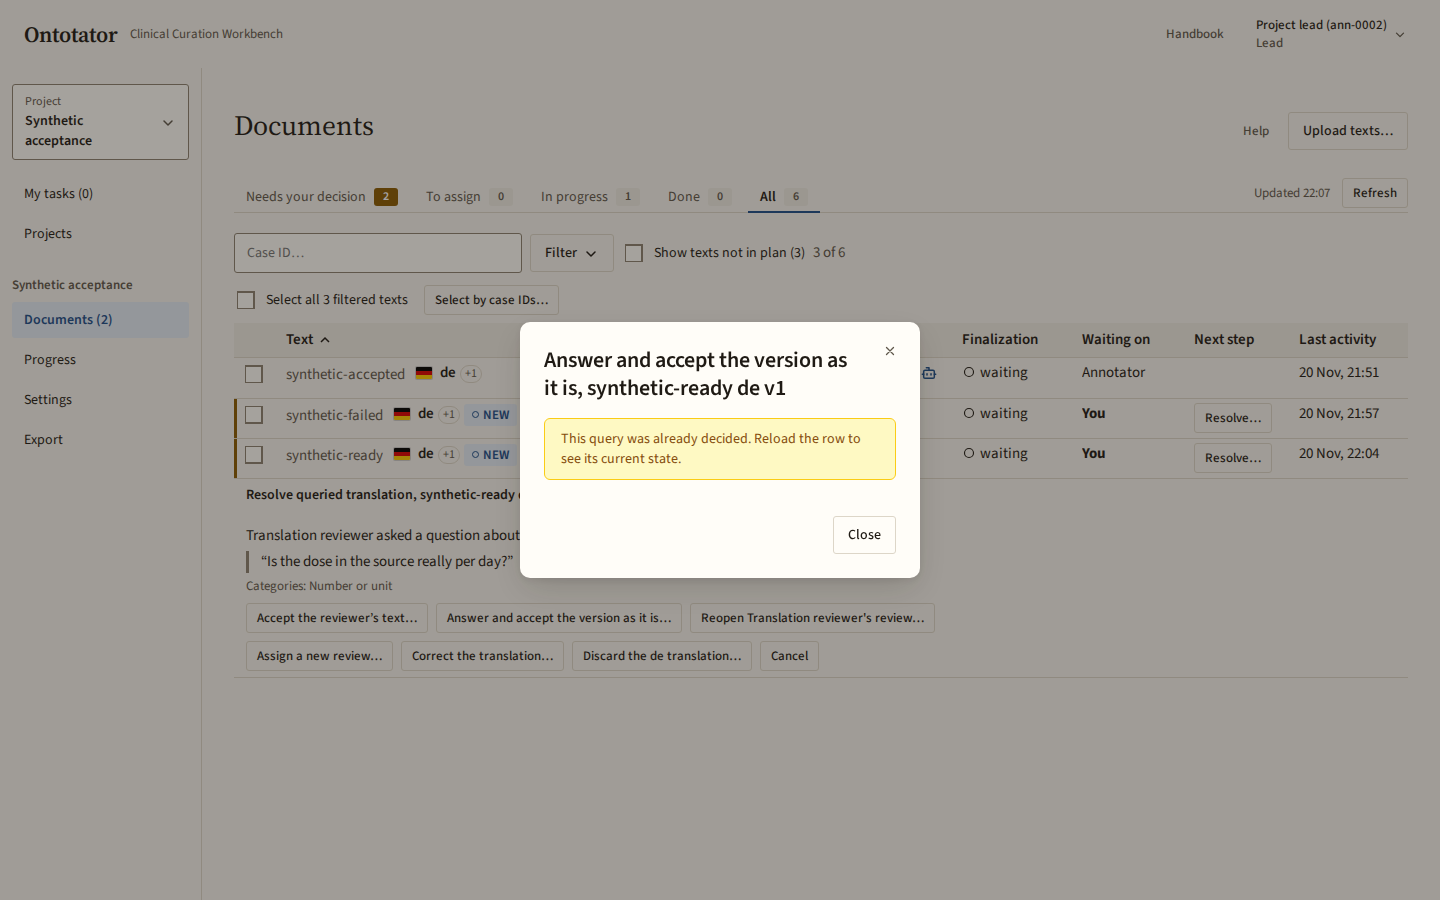 Ontotator Clinical Curation Workbench
Handbook
Project lead (ann-0002)
Lead
Project
Synthetic
acceptance
My tasks (0)
Projects
Synthetic acceptance
Documents (2)
Progress
Settings
Export
Documents
Help
Upload texts…
Needs your decision 2
To assign 0
In progress 1
Done 0
All 6
Updated 22:07
Refresh
Case ID…
Filter
Show texts not in plan (3) 3 of 6
Select all 3 filtered texts
Select by case IDs…
Text Finalization Waiting on Next step Last activity
synthetic-accepted de +1 waiting Annotator 20 Nov, 21:51
synthetic-failed de +1 NEW waiting You Resolve… 20 Nov, 21:57
synthetic-ready de +1 NEW waiting You Resolve… 20 Nov, 22:04
Resolve queried translation, synthetic-ready
Translation reviewer asked a question about
“Is the dose in the source really per day?”
Categories: Number or unit
Accept the reviewer's text…
Answer and accept the version as it is…
Reopen Translation reviewer's review…
Assign a new review…
Correct the translation…
Discard the de translation…
Cancel
Answer and accept the version as
it is, synthetic-ready de v1
This query was already decided. Reload the row to
see its current state.
Close